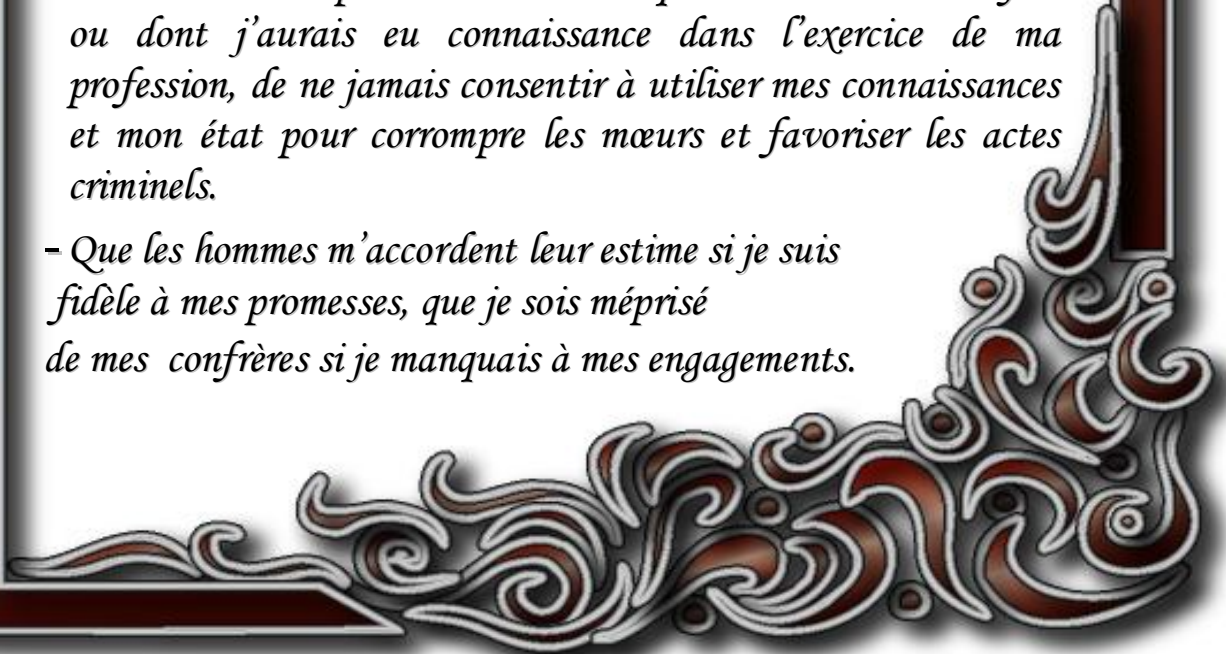 ou dont j’aurais eu connaissance dans l’exercice de ma
profession, de ne jamais consentir à utiliser mes connaissances
et mon état pour corrompre les mœurs et favoriser les actes
criminels.
- Que les hommes m’accordent leur estime si je suis
fidèle à mes promesses, que je sois méprisé
de mes confrères si je manquais à mes engagements.